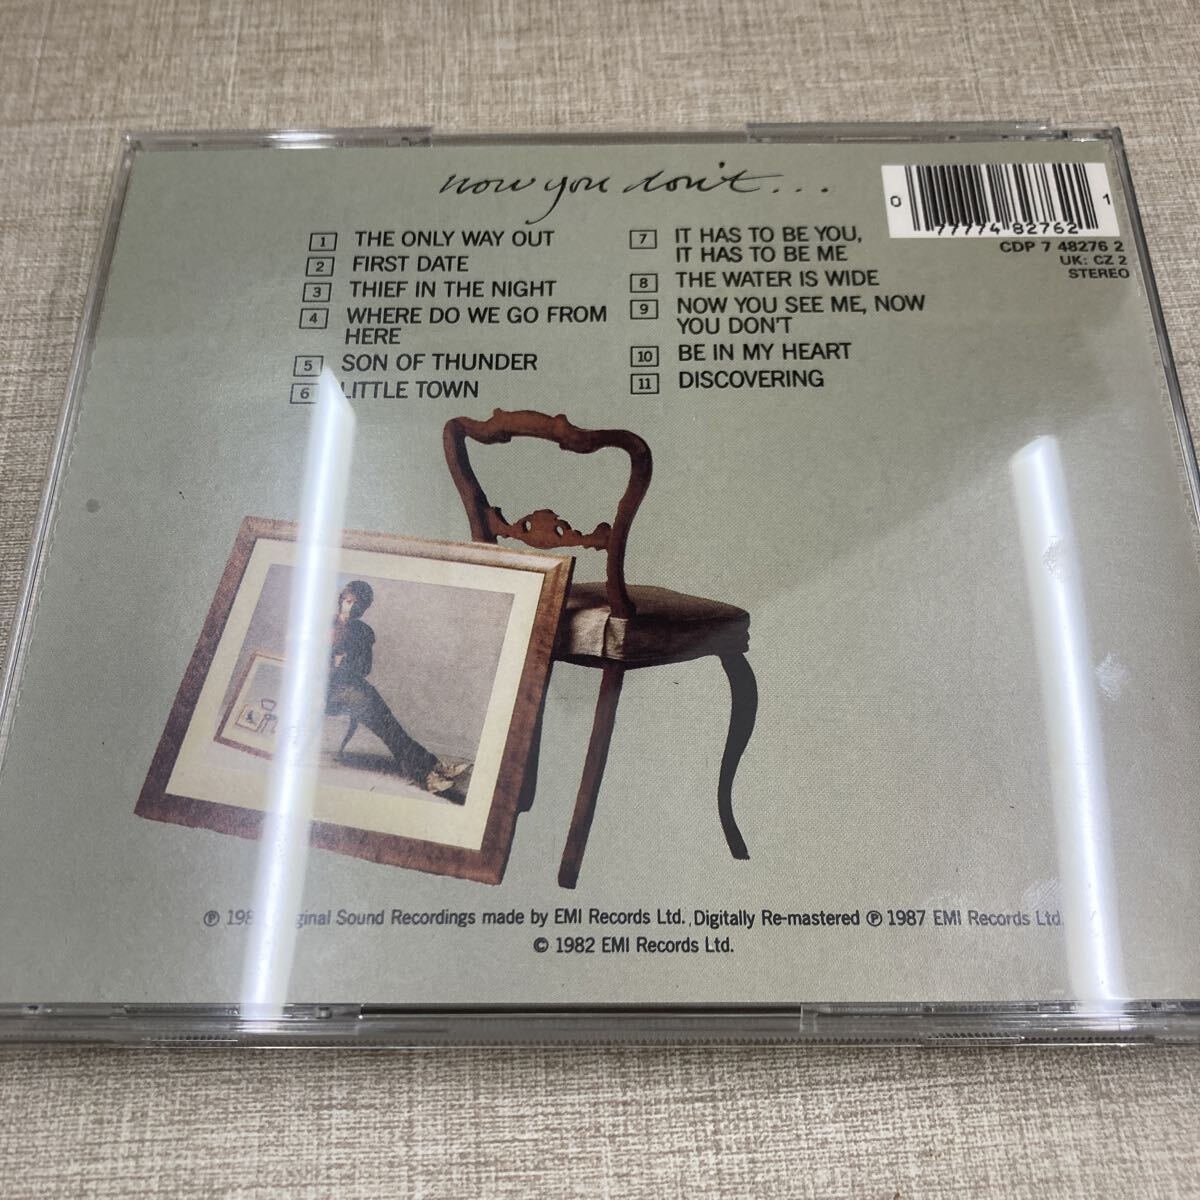 now you don't...
1 THE ONLY WAY OUT
2 FIRST DATE
3 THIEF IN THE NIGHT
4 WHERE DO WE GO FROM
HERE
5 SON OF THUNDER
6 LITTLE TOWN
7 IT HAS TO BE YOU,
IT HAS TO BE ME
8 THE WATER IS WIDE
9 NOW YOU SEE ME, NOW
YOU DON'T
10 BE IN MY HEART
11 DISCOVERING
0 77774 82762 1
CDP 7 48276 2
UK: CZ 2
STEREO
℗ Sound Recordings made by EMI Records Ltd. Digitally Re-mastered ℗ 1987 EMI Records Ltd.
© 1982 EMI Records Ltd.